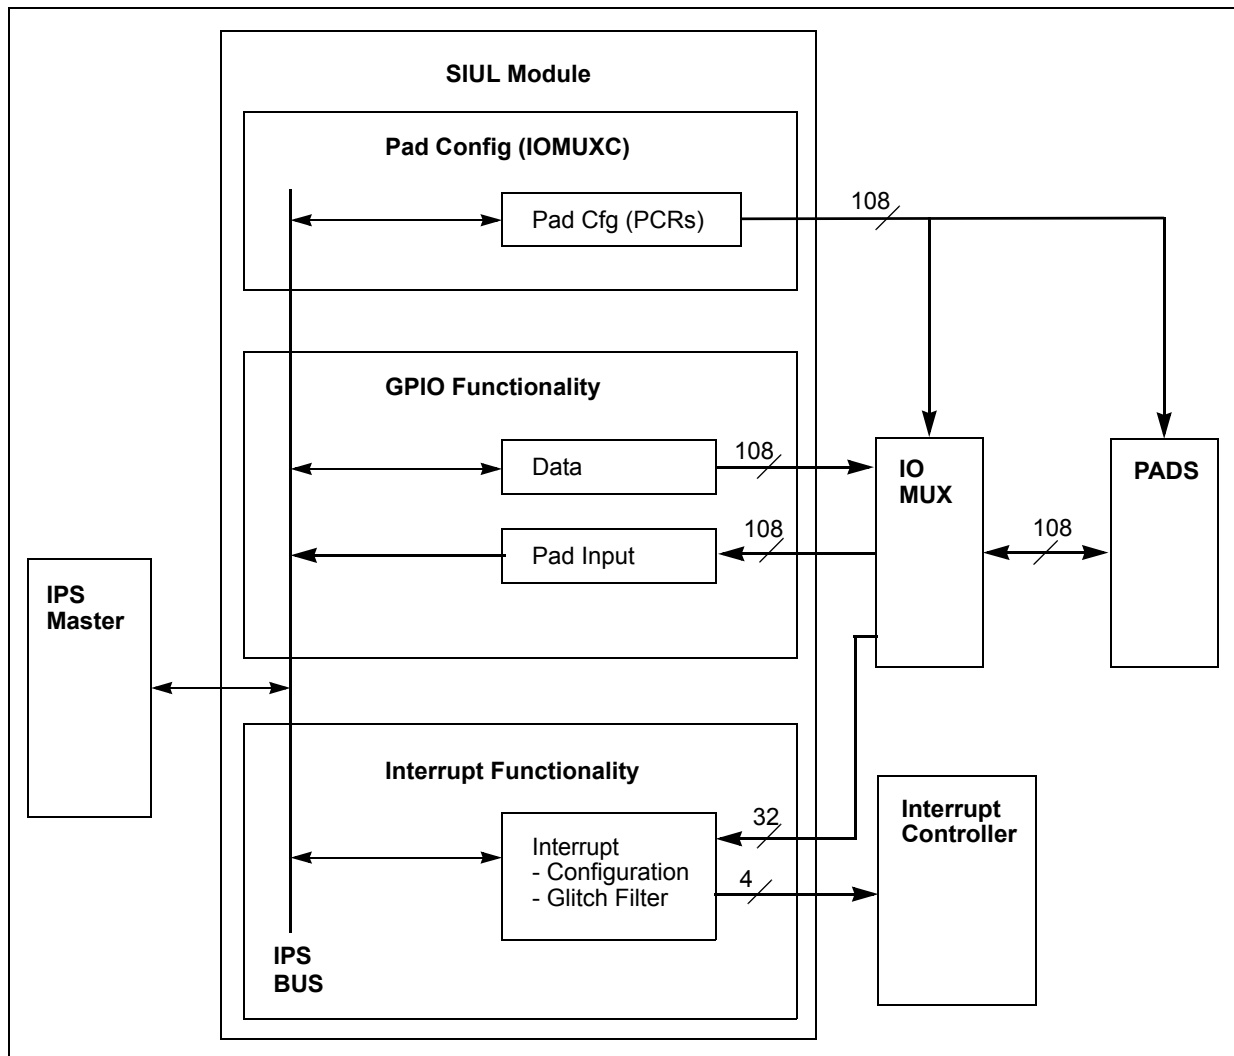 SIUL Module
Pad Config (IOMUXC)
108
Pad Cfg (PCRs)
GPIO Functionality
108
Data
IO
MUX
PADS
108
108
Pad Input
IPS
Master
Interrupt Functionality
32
Interrupt
- Configuration
- Glitch Filter
4
Interrupt
Controller
IPS
BUS